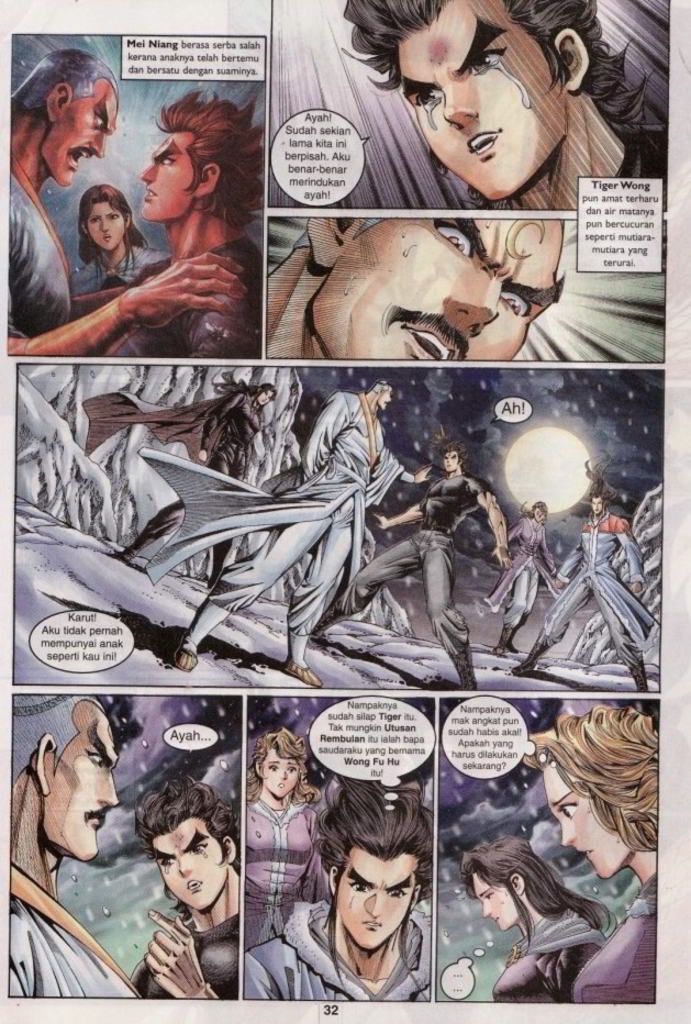 Mei Niang berasa serba salah
kerana anaknya telah bertemu
dan bersatu dengan suaminya.
Ayah!
Sudah sekian
lama kita ini
berpisah. Aku
benar-benar
merindukan
ayah!
Tiger Wong
pun amat terharu
dan air matanya
pun bercucuran
seperti mutiara-
mutiara yang
terurai.
Ah!
Karut!
Aku tidak pernah
mempunyai anak
seperti kau ini!
Ayah...
Nampaknya
sudah silap Tiger itu.
Tak mungkin Utusan
Rembulan itu ialah bapa
saudaraku yang bernama
Wong Fu Hu
itu!
Nampaknya
mak angkat pun
sudah habis akal!
Apakah yang
harus dilakukan
sekarang?
...
...
32